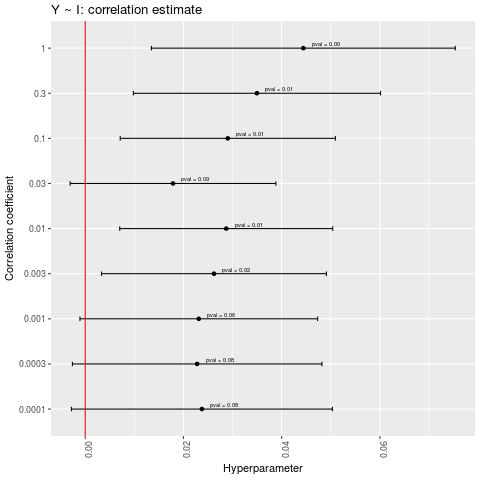 Y ~ I: correlation estimate
Correlation coefficient
1
pval = 0.00
0.3
pval = 0.01
0.1
pval = 0.01
0.03
pval = 0.09
0.01
pval = 0.01
0.003
pval = 0.02
0.001
pval = 0.06
0.0003
pval = 0.08
0.0001
pval = 0.08
0.00
0.02
0.04
0.06
Hyperparameter